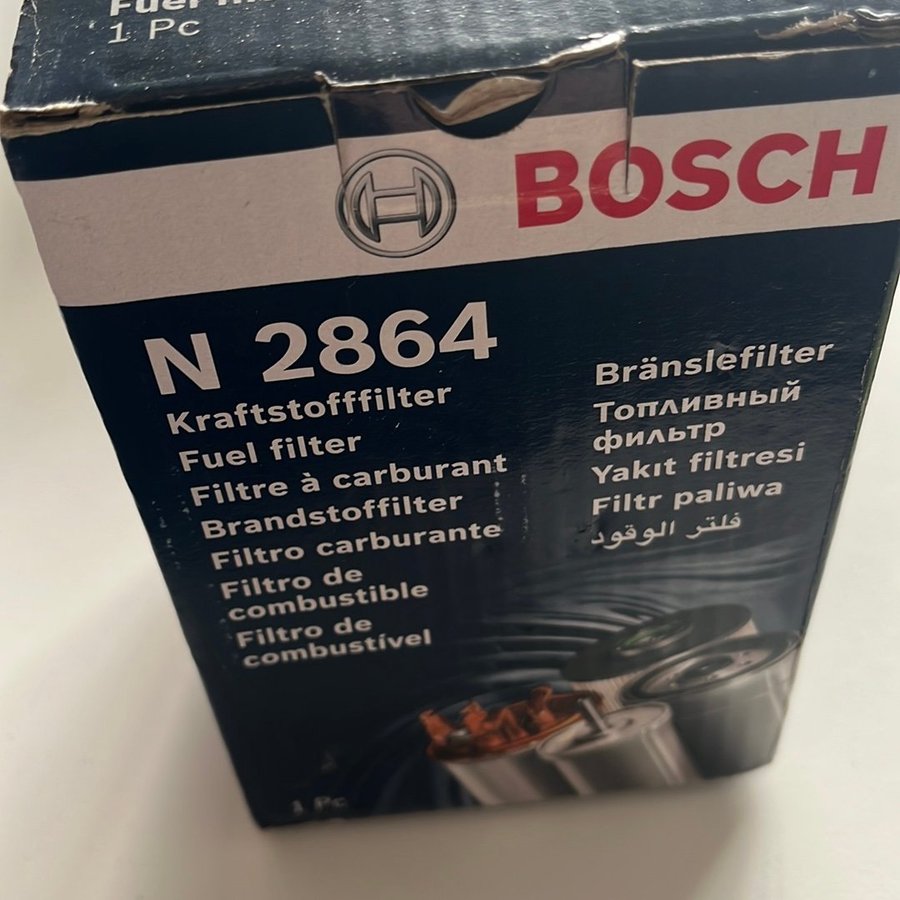 1 Pc
BOSCH
N 2864
Kraftstofffilter
Fuel filter
Filtre à carburant
Brandstoffilter
Filtro carburante
Filtro de
combustible
Filtro de
combustível
Bränslefilter
Топливный
фильтр
Yakıt filtresi
Filtr paliwa
فلتر الوقود
1 Pc